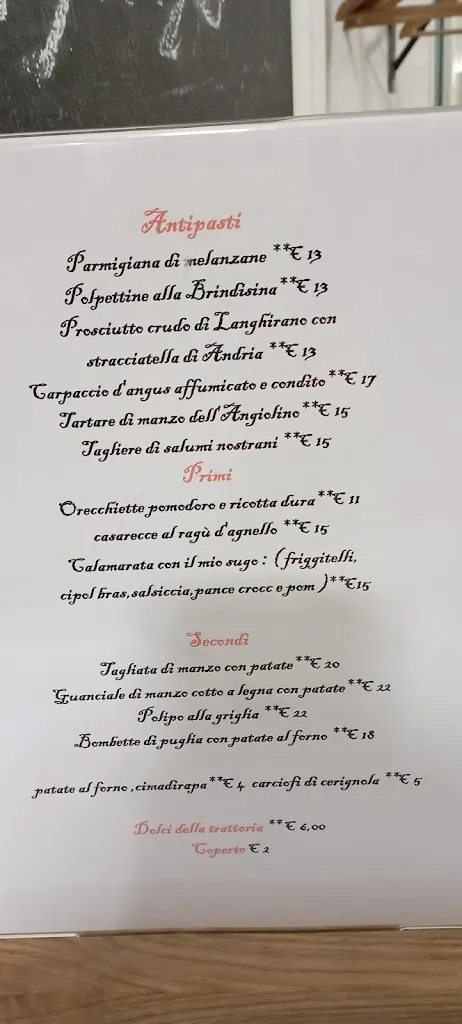 Antipasti
Parmigiana di melanzane **€ 13
Polpettine alla Brindisina **€ 13
Prosciutto crudo di Langhirano con
stracciatella di Andria **€ 13
Carpaccio d'angus affumicato e condito **€ 17
Tartare di manzo dell'Angiolino **€ 15
Tagliere di salumi nostrani **€ 15
Primi
Orecchiette pomodoro e ricotta dura **€ 11
casarecce al ragù d'agnello **€ 15
Calamarata con il mio sugo : (friggitelli,
cipol bras,salsiccia,pance crocc e pom )**€15
Secondi
Tagliata di manzo con patate **€ 20
Guanciale di manzo cotto a legna con patate **€ 22
Polipo alla griglia **€ 22
Bombette di puglia con patate al forno **€ 18
patate al forno ,cimadirapa **€ 4 carciofi di cerignola **€ 5
Dolci della trattoria **€ 6,00
Coperto € 2